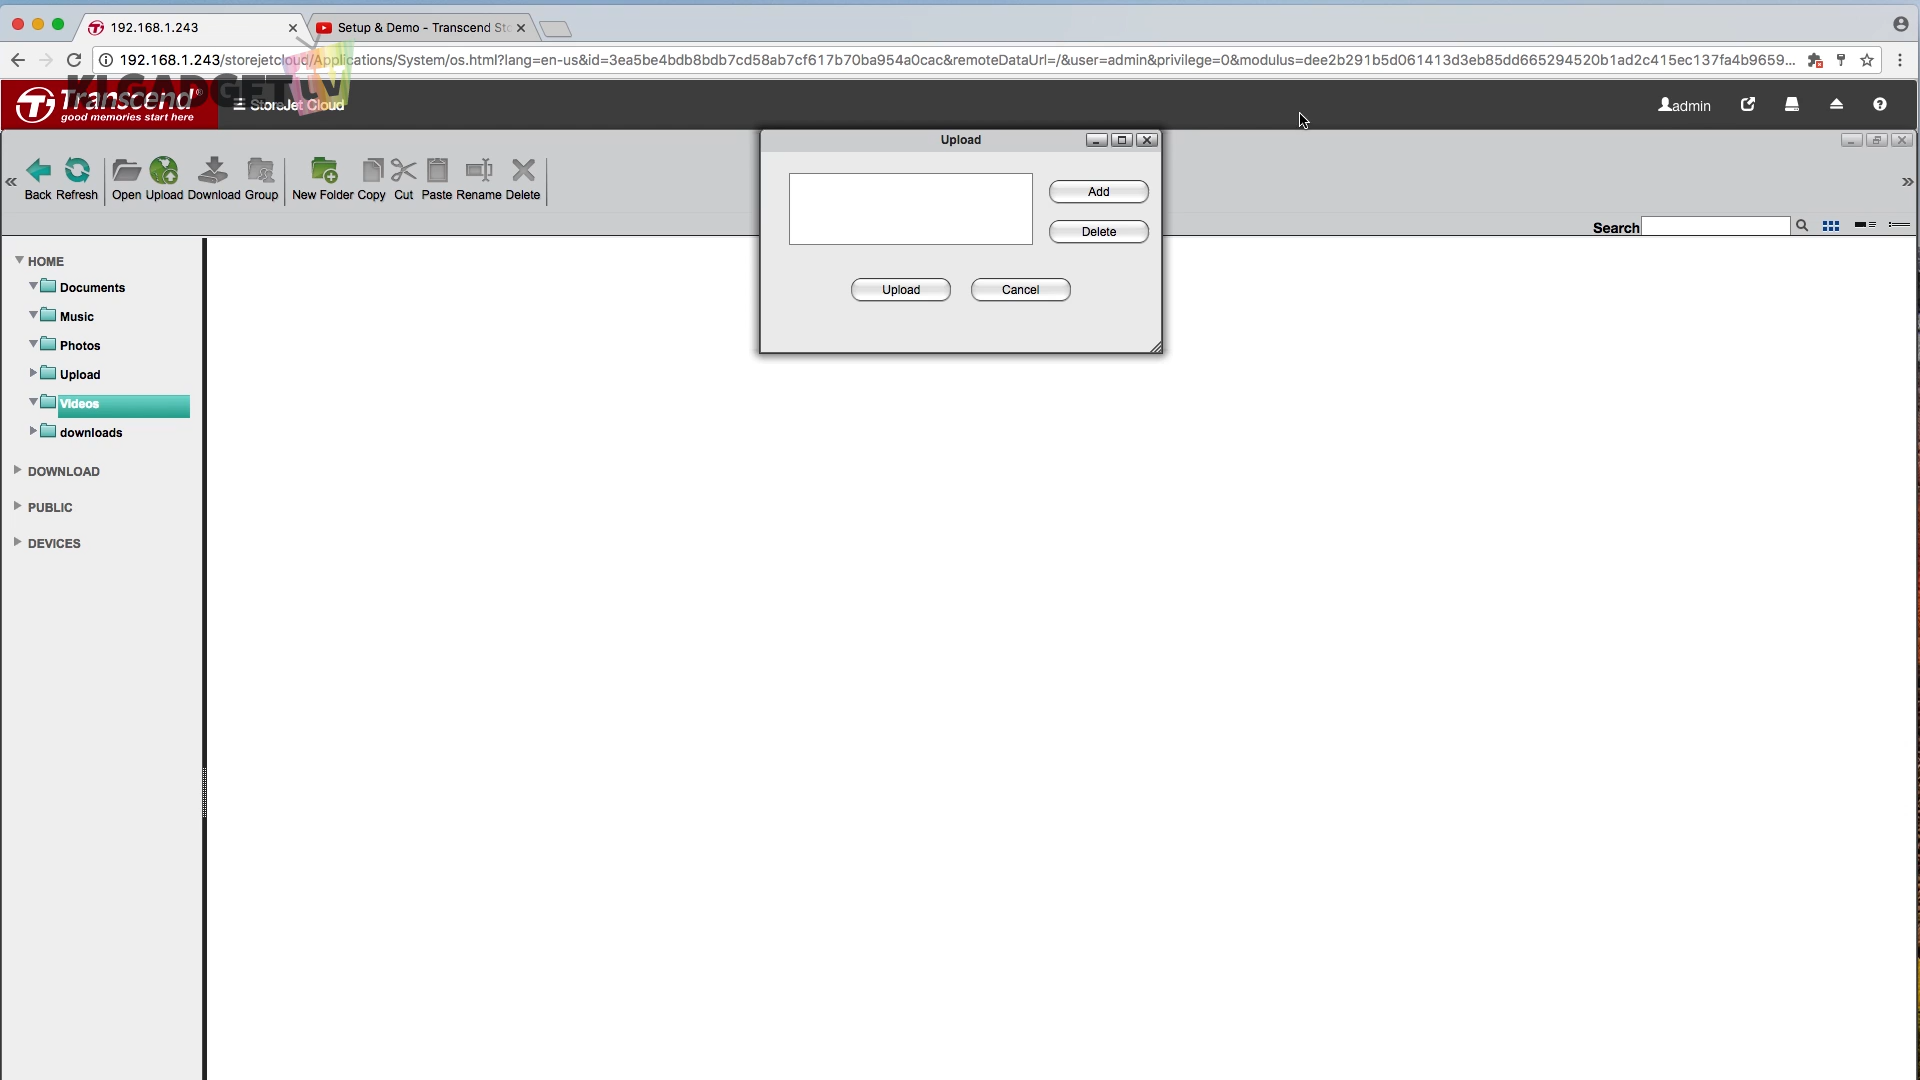 192.168.1.243
Setup & Demo - Transcend Sto
192.168.1.243/storejetcloud/Applications/System/os.html?lang=en-us&id=3ea5be4bdb8bdb7cd58ab7cf617b70ba954a0cac&remoteDataUrl=/&user=admin&privilege=0&modulus=dee2b291b5d061413d3eb85dd665294520b1ad2c415ec137fa4b9659...
KLGADGETTV
Transcend®
good memories start here
StoreJet Cloud
admin
Upload
Back Refresh Open Upload Download Group New Folder Copy Cut Paste Rename Delete
Add
Delete
Search
Upload Cancel
HOME
Documents
Music
Photos
Upload
Videos
downloads
DOWNLOAD
PUBLIC
DEVICES